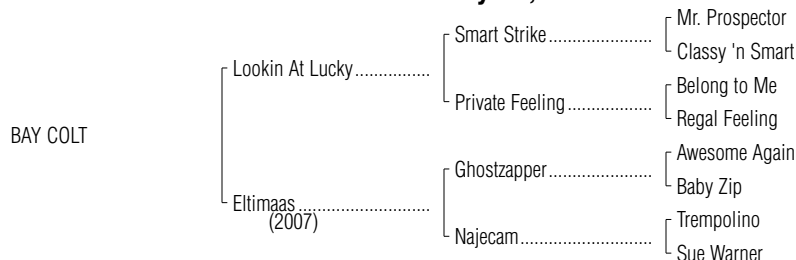 Mr. Prospector
Smart Strike
Classy 'n Smart
Lookin At Lucky
Belong to Me
Private Feeling
Regal Feeling
BAY COLT
Awesome Again
Ghostzapper
Baby Zip
Eltimaas
(2007)
Trempolino
Najecam
Sue Warner